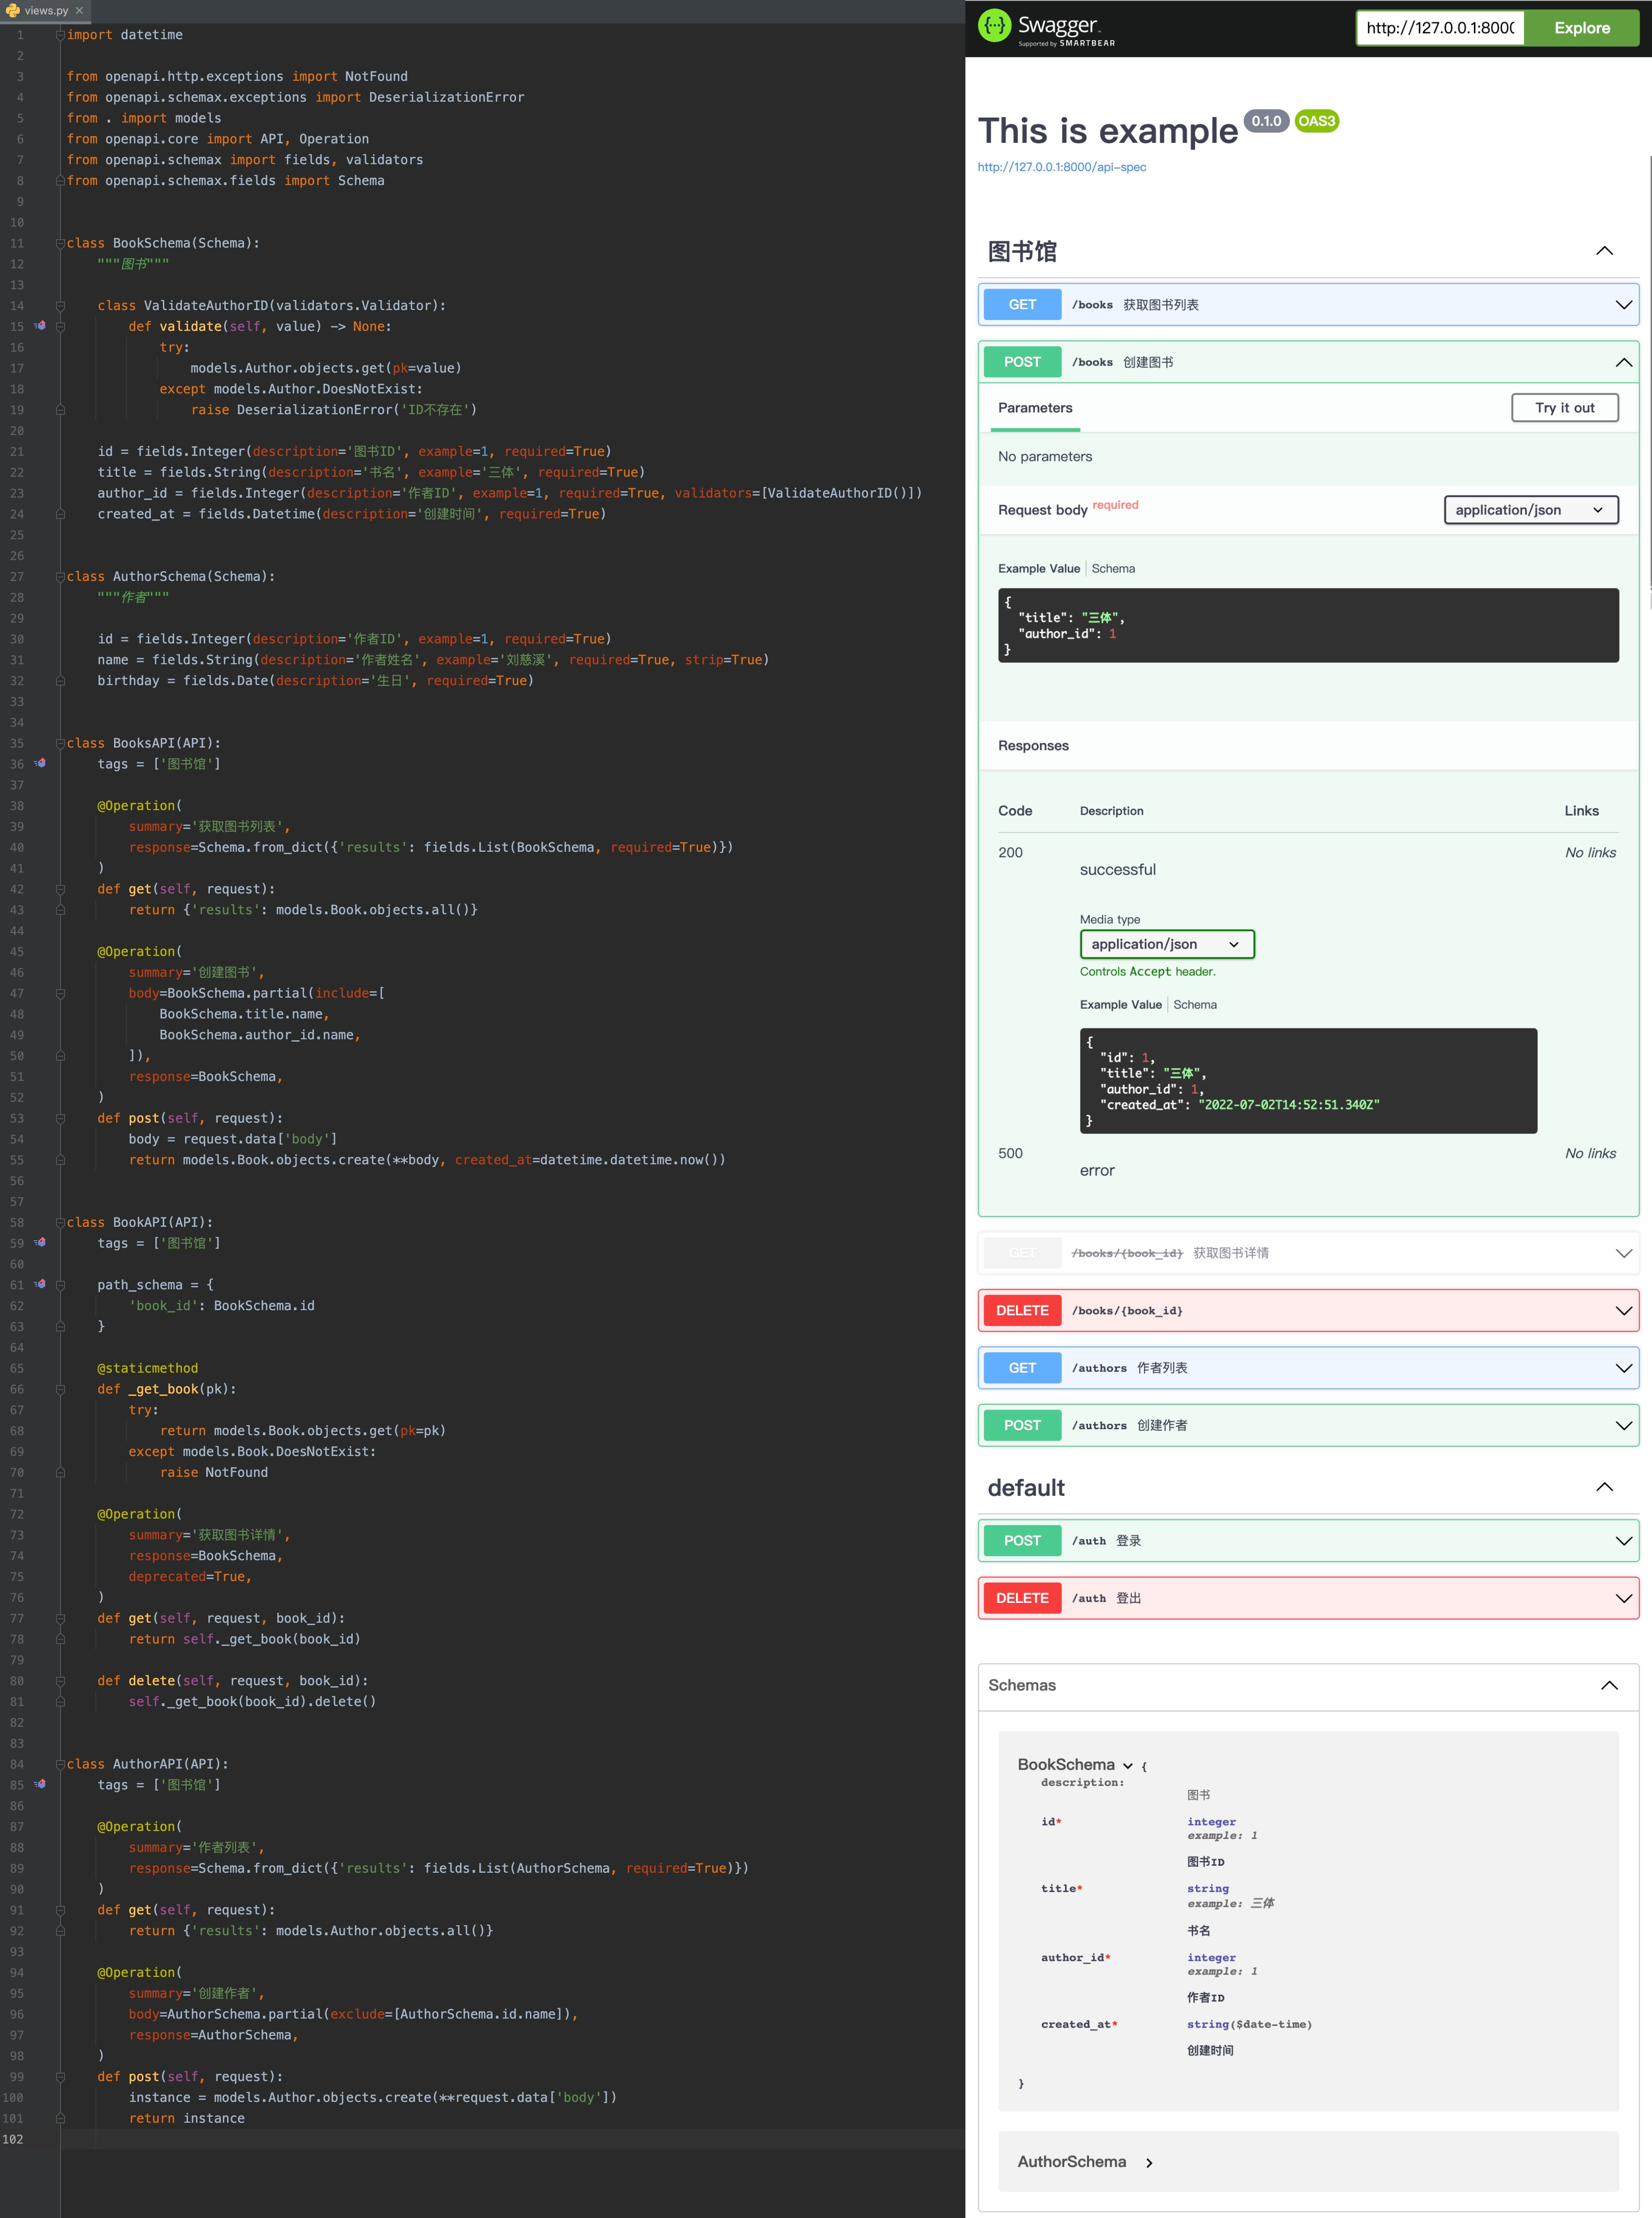 views.py
1 import datetime
2
3 from openapi.http.exceptions import NotFound
4 from openapi.schemax.exceptions import DeserializationError
5 from . import models
6 from openapi.core import API, Operation
7 from openapi.schemax import fields, validators
8 from openapi.schemax.fields import Schema
9
10
11 class BookSchema(Schema):
12 """图书"""
13
14 class ValidateAuthorID(validators.Validator):
15 def validate(self, value) -> None:
16 try:
17 models.Author.objects.get(pk=value)
18 except models.Author.DoesNotExist:
19 raise DeserializationError('ID不存在')
20
21 id = fields.Integer(description='图书ID', example=1, required=True)
22 title = fields.String(description='书名', example='三体', required=True)
23 author_id = fields.Integer(description='作者ID', example=1, required=True, validators=[ValidateAuthorID()])
24 created_at = fields.Datetime(description='创建时间', required=True)
25
26
27 class AuthorSchema(Schema):
28 """作者"""
29
30 id = fields.Integer(description='作者ID', example=1, required=True)
31 name = fields.String(description='作者姓名', example='刘慈溪', required=True, strip=True)
32 birthday = fields.Date(description='生日', required=True)
33
34
35 class BooksAPI(API):
36 tags = ['图书馆']
37
38 @Operation(
39 summary='获取图书列表',
40 response=Schema.from_dict({'results': fields.List(BookSchema, required=True)})
41 )
42 def get(self, request):
43 return {'results': models.Book.objects.all()}
44
45 @Operation(
46 summary='创建图书',
47 body=BookSchema.partial(include=[
48 BookSchema.title.name,
49 BookSchema.author_id.name,
50 ]),
51 response=BookSchema,
52 )
53 def post(self, request):
54 body = request.data['body']
55 return models.Book.objects.create(**body, created_at=datetime.datetime.now())
56
57
58 class BookAPI(API):
59 tags = ['图书馆']
60
61 path_schema = {
62 'book_id': BookSchema.id
63 }
64
65 @staticmethod
66 def _get_book(pk):
67 try:
68 return models.Book.objects.get(pk=pk)
69 except models.Book.DoesNotExist:
70 raise NotFound
71
72 @Operation(
73 summary='获取图书详情',
74 response=BookSchema,
75 deprecated=True,
76 )
77 def get(self, request, book_id):
78 return self._get_book(book_id)
79
80 def delete(self, request, book_id):
81 self._get_book(book_id).delete()
82
83
84 class AuthorAPI(API):
85 tags = ['图书馆']
86
87 @Operation(
88 summary='作者列表',
89 response=Schema.from_dict({'results': fields.List(AuthorSchema, required=True)})
90 )
91 def get(self, request):
92 return {'results': models.Author.objects.all()}
93
94 @Operation(
95 summary='创建作者',
96 body=AuthorSchema.partial(exclude=[AuthorSchema.id.name]),
97 response=AuthorSchema,
98 )
99 def post(self, request):
100 instance = models.Author.objects.create(**request.data['body'])
101 return instance
102
{··} Swagger
Supported by SMARTBEAR
http://127.0.0.1:800( Explore
This is example 0.1.0 OAS3
http://127.0.0.1:8000/api-spec
图书馆
GET /books 获取图书列表
POST /books 创建图书
Parameters Try it out
No parameters
Request body required application/json
Example Value Schema
{
"title": "三体",
"author_id": 1
}
Responses
Code Description Links
200 successful No links
Media type
application/json
Controls Accept header.
Example Value Schema
{
"id": 1,
"title": "三体",
"author_id": 1,
"created_at": "2022-07-02T14:52:51.340Z"
}
500 error No links
GET /books/{book_id} 获取图书详情
DELETE /books/{book_id}
GET /authors 作者列表
POST /authors 创建作者
default
POST /auth 登录
DELETE /auth 登出
Schemas
BookSchema {
description:
图书
id* integer
example: 1
图书ID
title* string
example: 三体
书名
author_id* integer
example: 1
作者ID
created_at* string($date-time)
创建时间
}
AuthorSchema